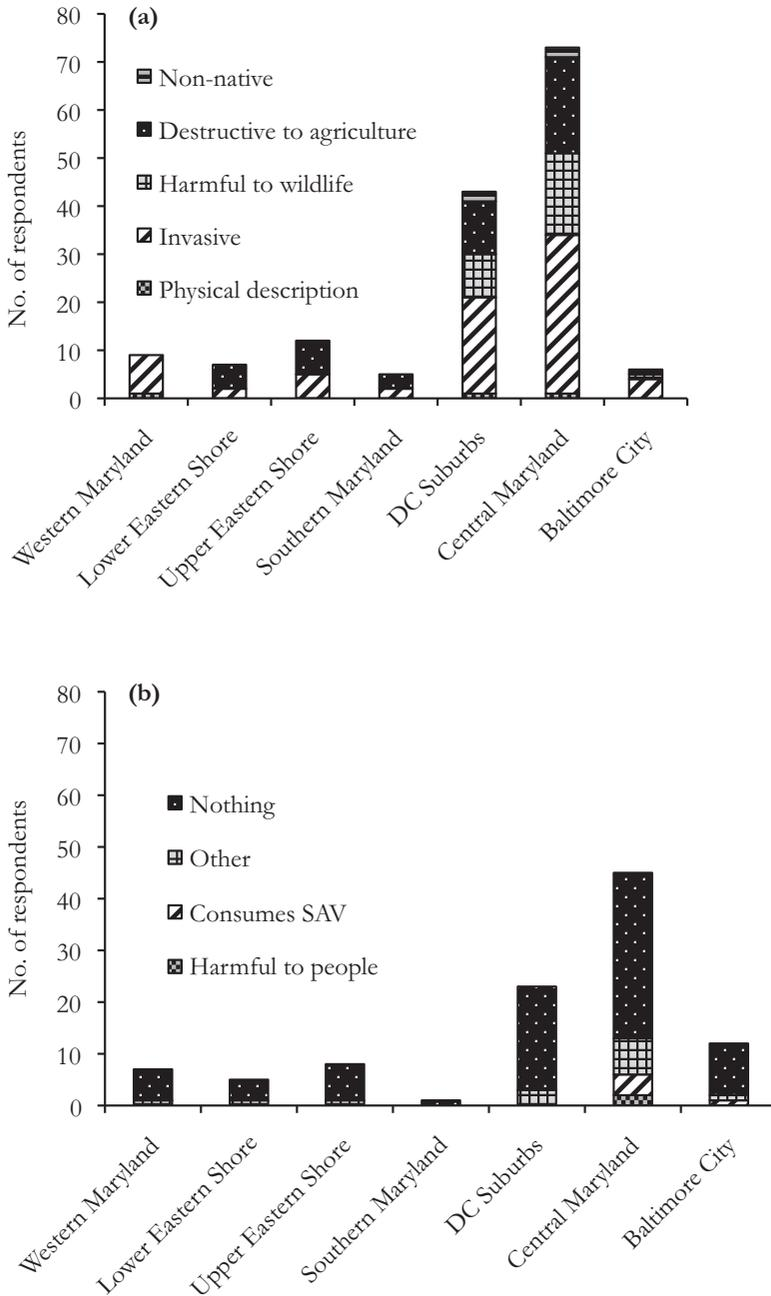 (a)
80
70
60
50
40
30
20
10
0
No. of respondents
Non-native
Destructive to agriculture
Harmful to wildlife
Invasive
Physical description
Western Maryland
Lower Eastern Shore
Upper Eastern Shore
Southern Maryland
DC Suburbs
Central Maryland
Baltimore City
(b)
80
70
60
50
40
30
20
10
0
No. of respondents
Nothing
Other
Consumes SAV
Harmful to people
Western Maryland
Lower Eastern Shore
Upper Eastern Shore
Southern Maryland
DC Suburbs
Central Maryland
Baltimore City